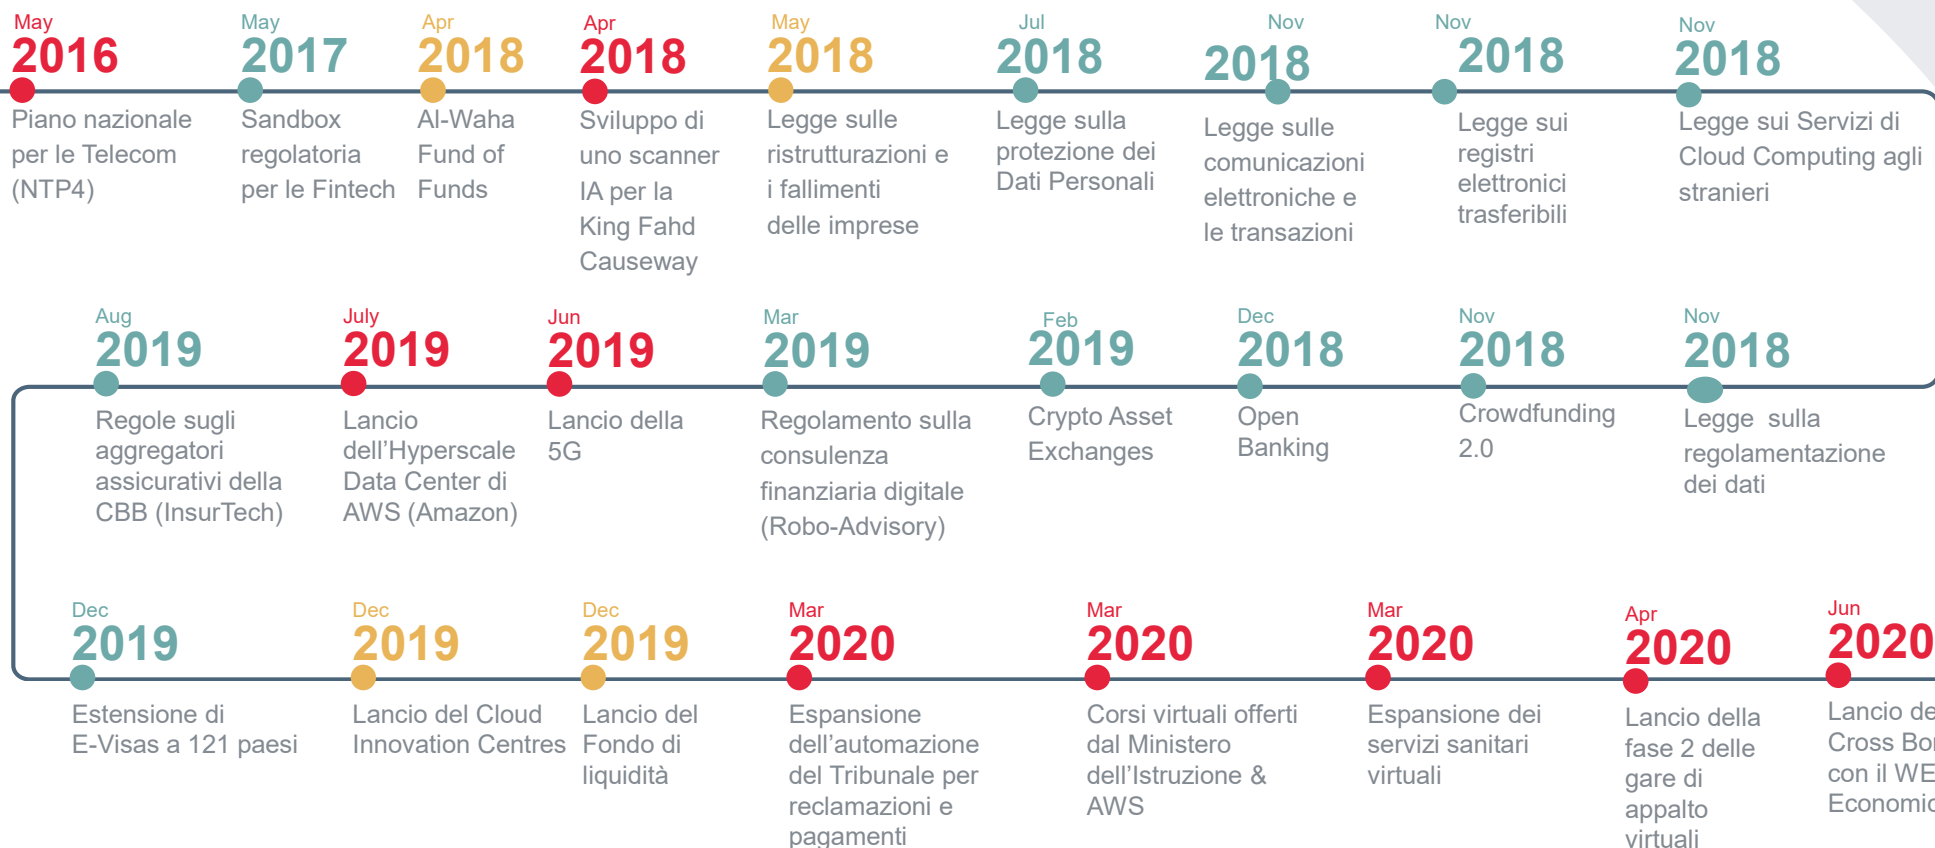 May
2016
Piano nazionale
per le Telecom
(NTP4)
May
2017
Sandbox
regolatoria
per le Fintech
Apr
2018
Al-Waha
Fund of
Funds
Apr
2018
Sviluppo di
uno scanner
IA per la
King Fahd
Causeway
May
2018
Legge sulle
ristrutturazioni e
i fallimenti
delle imprese
Jul
2018
Legge sulla
protezione dei
Dati Personali
Nov
2018
Legge sulle
comunicazioni
elettroniche e
le transazioni
Nov
2018
Legge sui
registri
elettronici
trasferibili
Nov
2018
Legge sui Servizi di
Cloud Computing agli
stranieri
Aug
2019
Regole sugli
aggregatori
assicurativi della
CBB (InsurTech)
July
2019
Lancio
dell’Hyperscale
Data Center di
AWS (Amazon)
Jun
2019
Lancio della
5G
Mar
2019
Regolamento sulla
consulenza
finanziaria digitale
(Robo-Advisory)
Feb
2019
Crypto Asset
Exchanges
Dec
2018
Open
Banking
Nov
2018
Crowdfunding
2.0
Nov
2018
Legge sulla
regolamentazione
dei dati
Dec
2019
Estensione di
E-Visas a 121 paesi
Dec
2019
Lancio del Cloud
Innovation Centres
Dec
2019
Lancio del
Fondo di
liquidità
Mar
2020
Espansione
dell’automazione
del Tribunale per
reclamazioni e
pagamenti
Mar
2020
Corsi virtuali offerti
dal Ministero
dell’Istruzione &
AWS
Mar
2020
Espansione dei
servizi sanitari
virtuali
Apr
2020
Lancio della
fase 2 delle
gare di
appalto
virtuali
Jun
2020
Lancio
Cross
con il